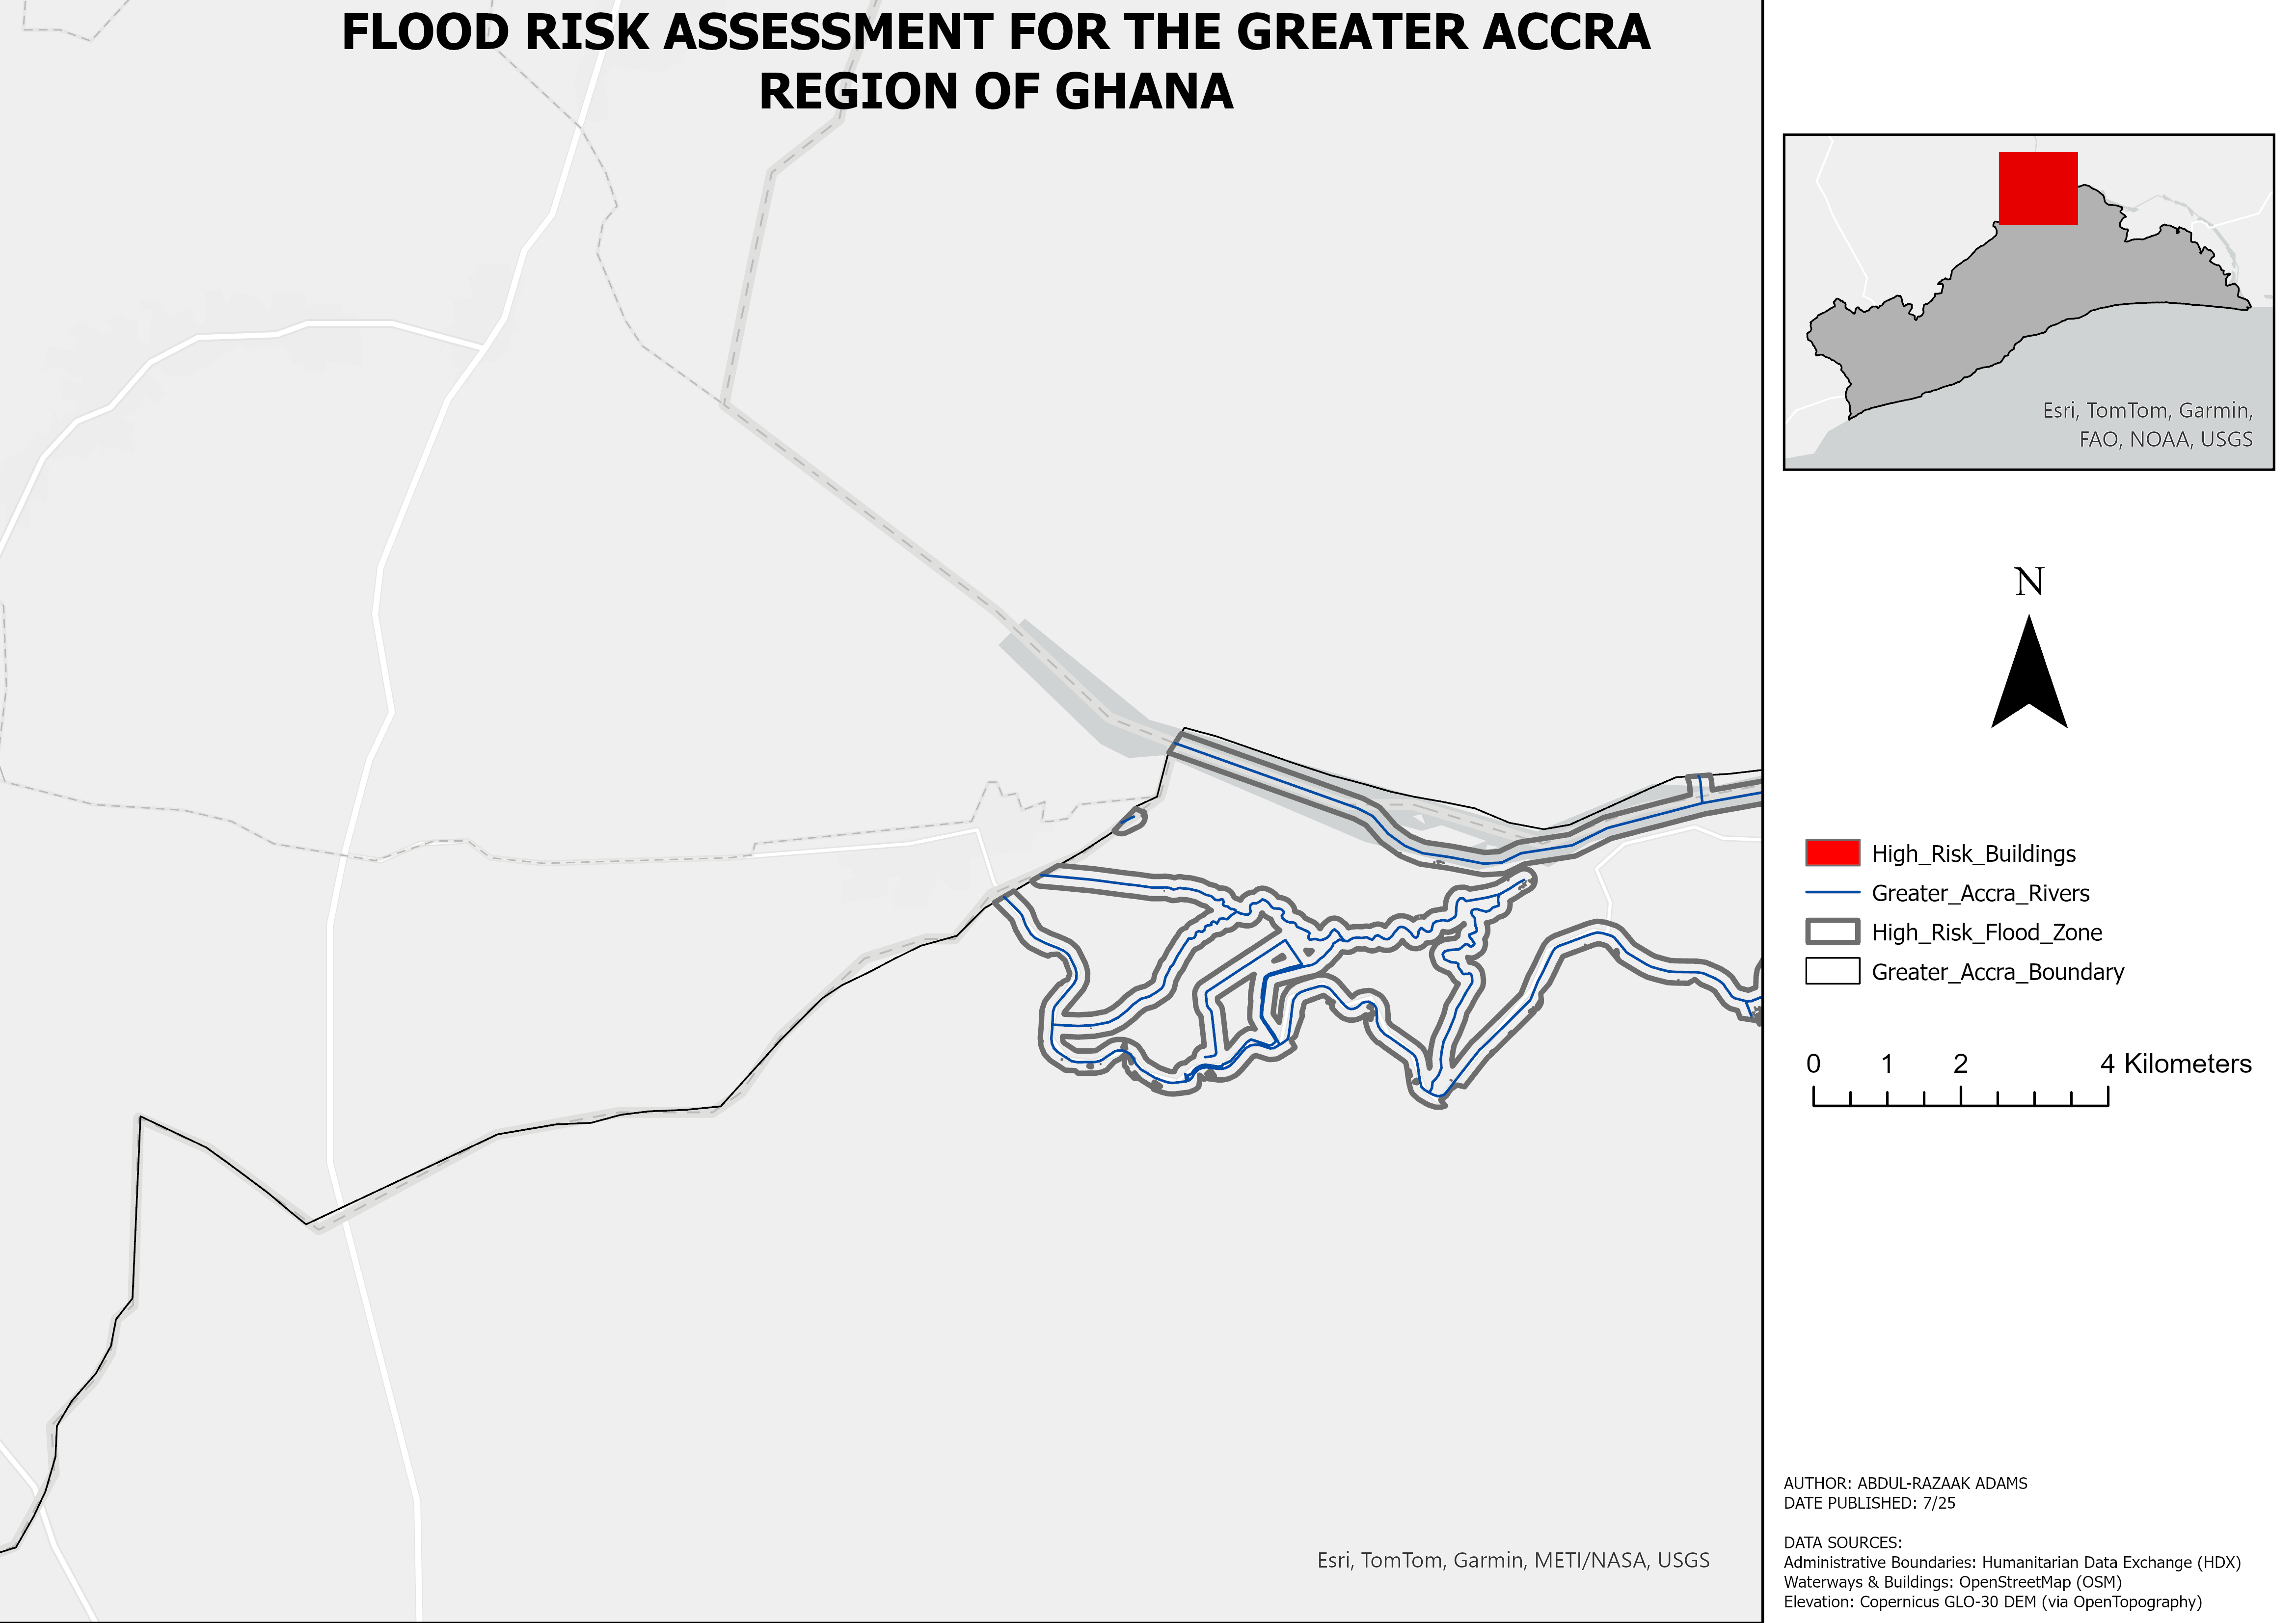 FLOOD RISK ASSESSMENT FOR THE GREATER ACCRA
REGION OF GHANA
Esri, TomTom, Garmin,
FAO, NOAA, USGS
N
High_Risk_Buildings
Greater_Accra_Rivers
High_Risk_Flood_Zone
Greater_Accra_Boundary
0 1 2 4 Kilometers
AUTHOR: ABDUL-RAZAAK ADAMS
DATE PUBLISHED: 7/25
DATA SOURCES:
Administrative Boundaries: Humanitarian Data Exchange (HDX)
Waterways & Buildings: OpenStreetMap (OSM)
Elevation: Copernicus GLO-30 DEM (via OpenTopography)
Esri, TomTom, Garmin, METI/NASA, USGS